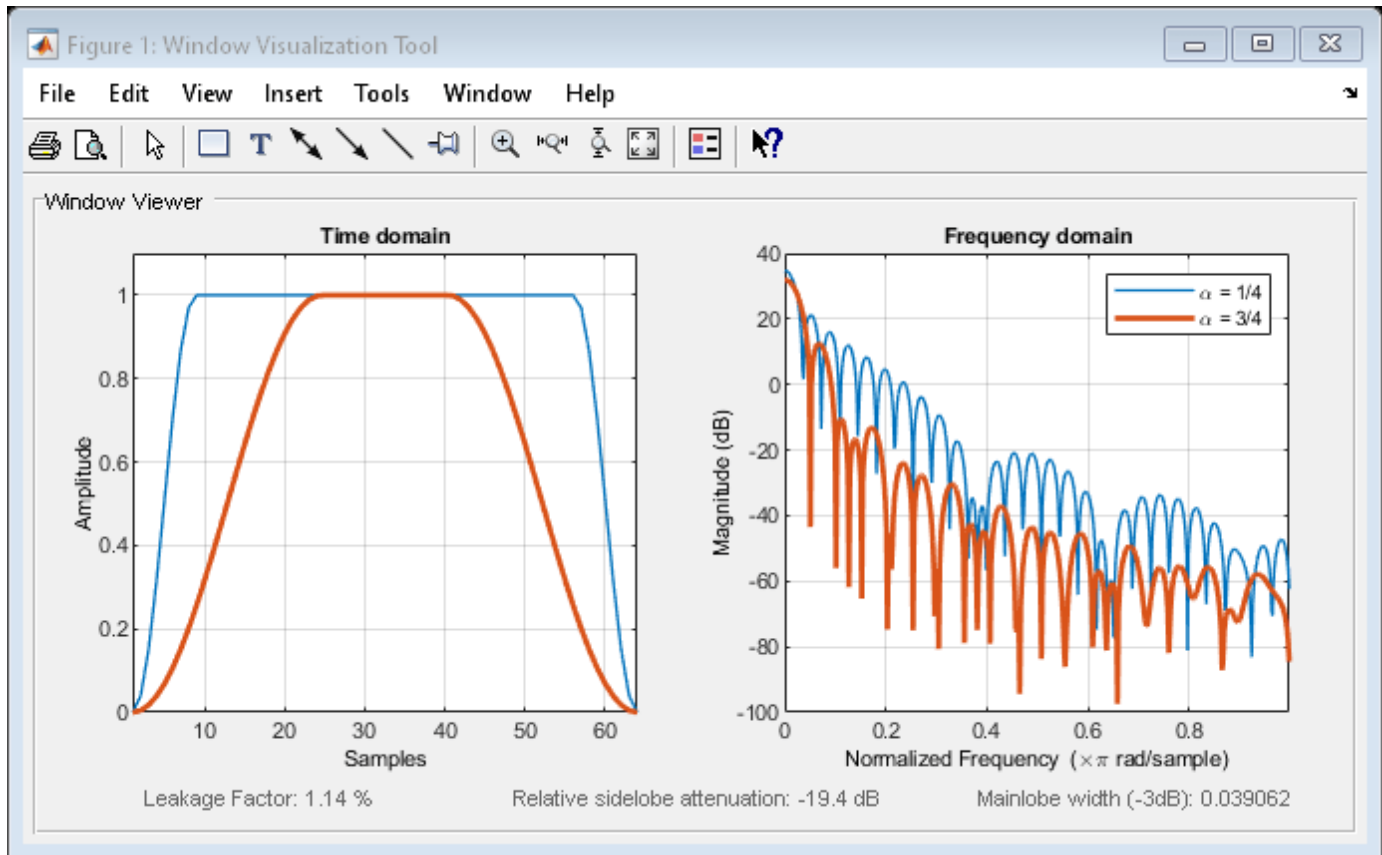 Figure 1: Window Visualization Tool
File Edit View Insert Tools Window Help
T
?
Window Viewer
Time domain
Amplitude
1
0.8
0.6
0.4
0.2
0
10 20 30 40 50 60
Samples
Frequency domain
Magnitude (dB)
40
20
0
-20
-40
-60
-80
-100
0 0.2 0.4 0.6 0.8
Normalized Frequency (×π rad/sample)
α = 1/4
α = 3/4
Leakage Factor: 1.14 % Relative sidelobe attenuation: -19.4 dB Mainlobe width (-3dB): 0.039062